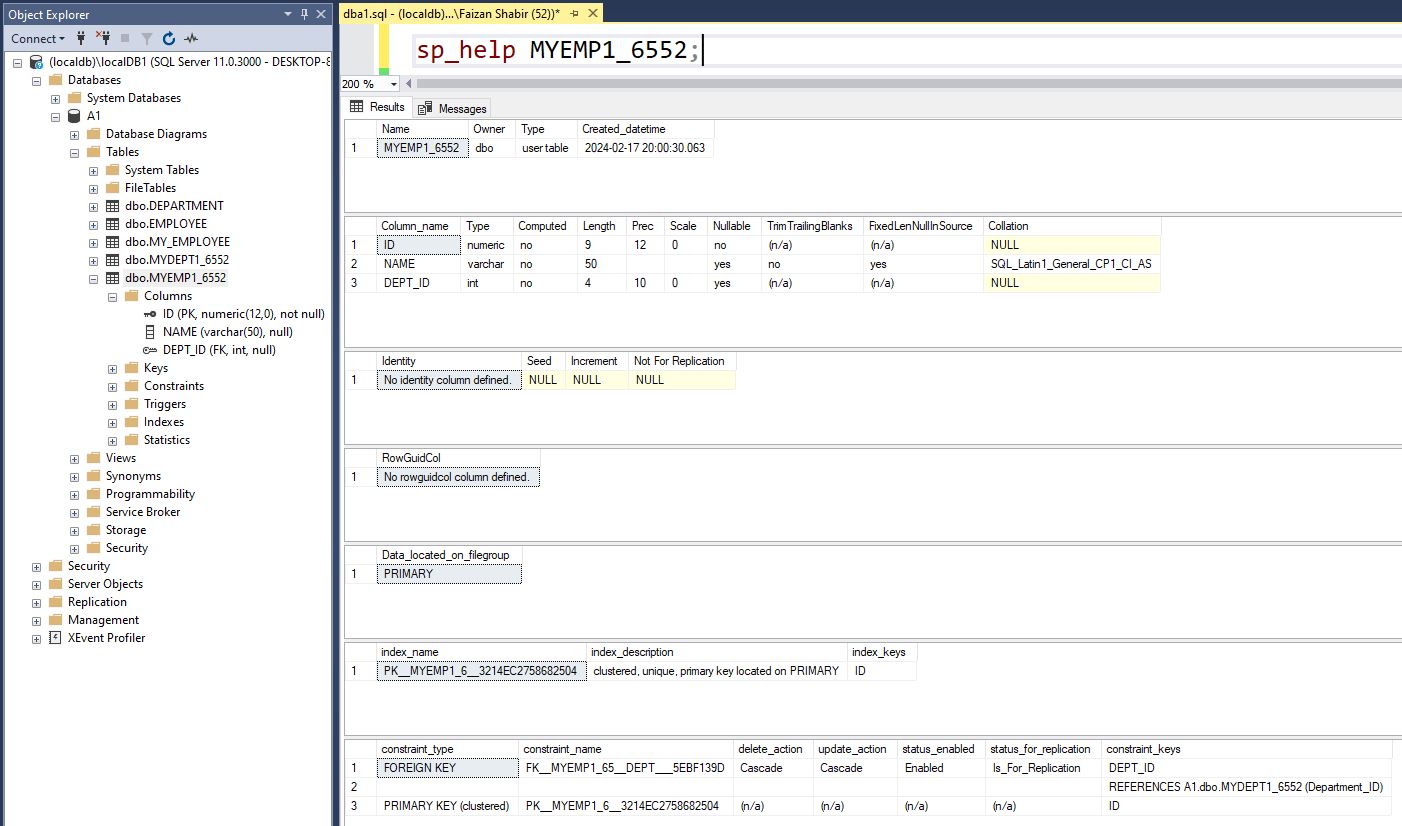 Object Explorer
Connect
(localdb)\localDB1 (SQL Server 11.0.3000 - DESKTOP-8
Databases
System Databases
A1
Database Diagrams
Tables
System Tables
FileTables
dbo.DEPARTMENT
dbo.EMPLOYEE
dbo.MY_EMPLOYEE
dbo.MYDEPT1_6552
dbo.MYEMP1_6552
Columns
ID (PK, numeric(12,0), not null)
NAME (varchar(50), null)
DEPT_ID (FK, int, null)
Keys
Constraints
Triggers
Indexes
Statistics
Views
Synonyms
Programmability
Service Broker
Storage
Security
Security
Server Objects
Replication
Management
XEvent Profiler
dba1.sql - (localdb)...\Faizan Shabir (52))*
sp_help MYEMP1_6552;
200 %
Results Messages
Name Owner Type Created_datetime
1 MYEMP1_6552 dbo user table 2024-02-17 20:00:30.063
Column_name Type Computed Length Prec Scale Nullable TrimTrailingBlanks FixedLenNullInSource Collation
1 ID numeric no 9 12 0 no (n/a) (n/a) NULL
2 NAME varchar no 50 yes no yes SQL_Latin1_General_CP1_CI_AS
3 DEPT_ID int no 4 10 0 yes (n/a) (n/a) NULL
Identity Seed Increment Not For Replication
1 No identity column defined. NULL NULL NULL
RowGuidCol
1 No rowguidcol column defined.
Data_located_on_filegroup
1 PRIMARY
index_name index_description index_keys
1 PK__MYEMP1_6__3214EC2758682504 clustered, unique, primary key located on PRIMARY ID
constraint_type constraint_name delete_action update_action status_enabled status_for_replication constraint_keys
1 FOREIGN KEY FK__MYEMP1_65__DEPT___5EBF139D Cascade Cascade Enabled Is_For_Replication DEPT_ID
2 REFERENCES A1.dbo.MYDEPT1_6552 (Department_ID)
3 PRIMARY KEY (clustered) PK__MYEMP1_6__3214EC2758682504 (n/a) (n/a) (n/a) (n/a) ID